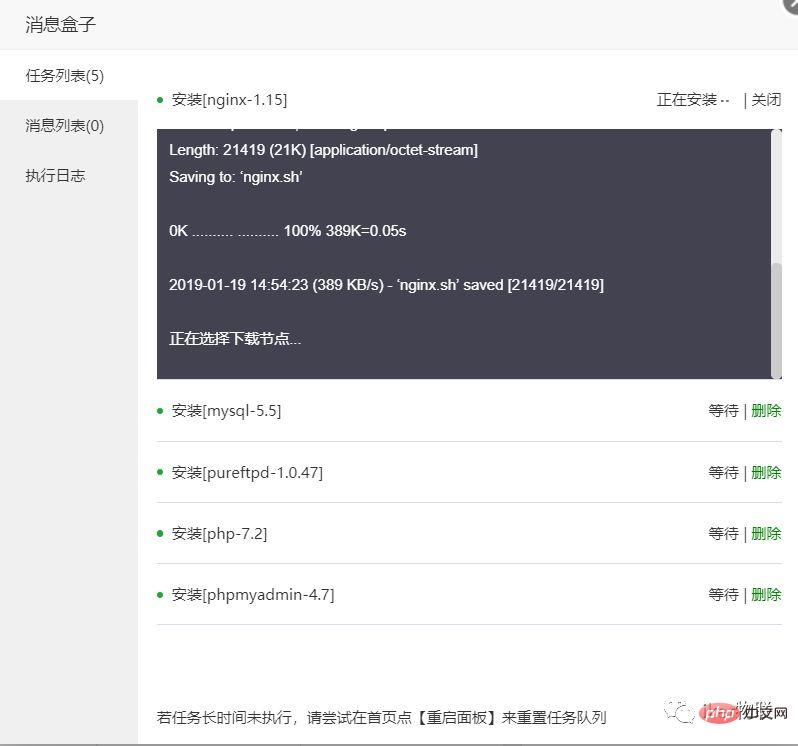 消息盒子
任务列表(5)
消息列表(0)
执行日志
安装[nginx-1.15] 正在安装 | 关闭
Length: 21419 (21K) [application/octet-stream]
Saving to: ‘nginx.sh’
0K .......... .......... 100% 389K=0.05s
2019-01-19 14:54:23 (389 KB/s) - ‘nginx.sh’ saved [21419/21419]
正在选择下载节点...
安装[mysql-5.5] 等待 | 删除
安装[pureftpd-1.0.47] 等待 | 删除
安装[php-7.2] 等待 | 删除
安装[phpmyadmin-4.7] 等待 | 删除
若任务长时间未执行，请尝试在首页点【重启面板】来重置任务队列
php 中文网